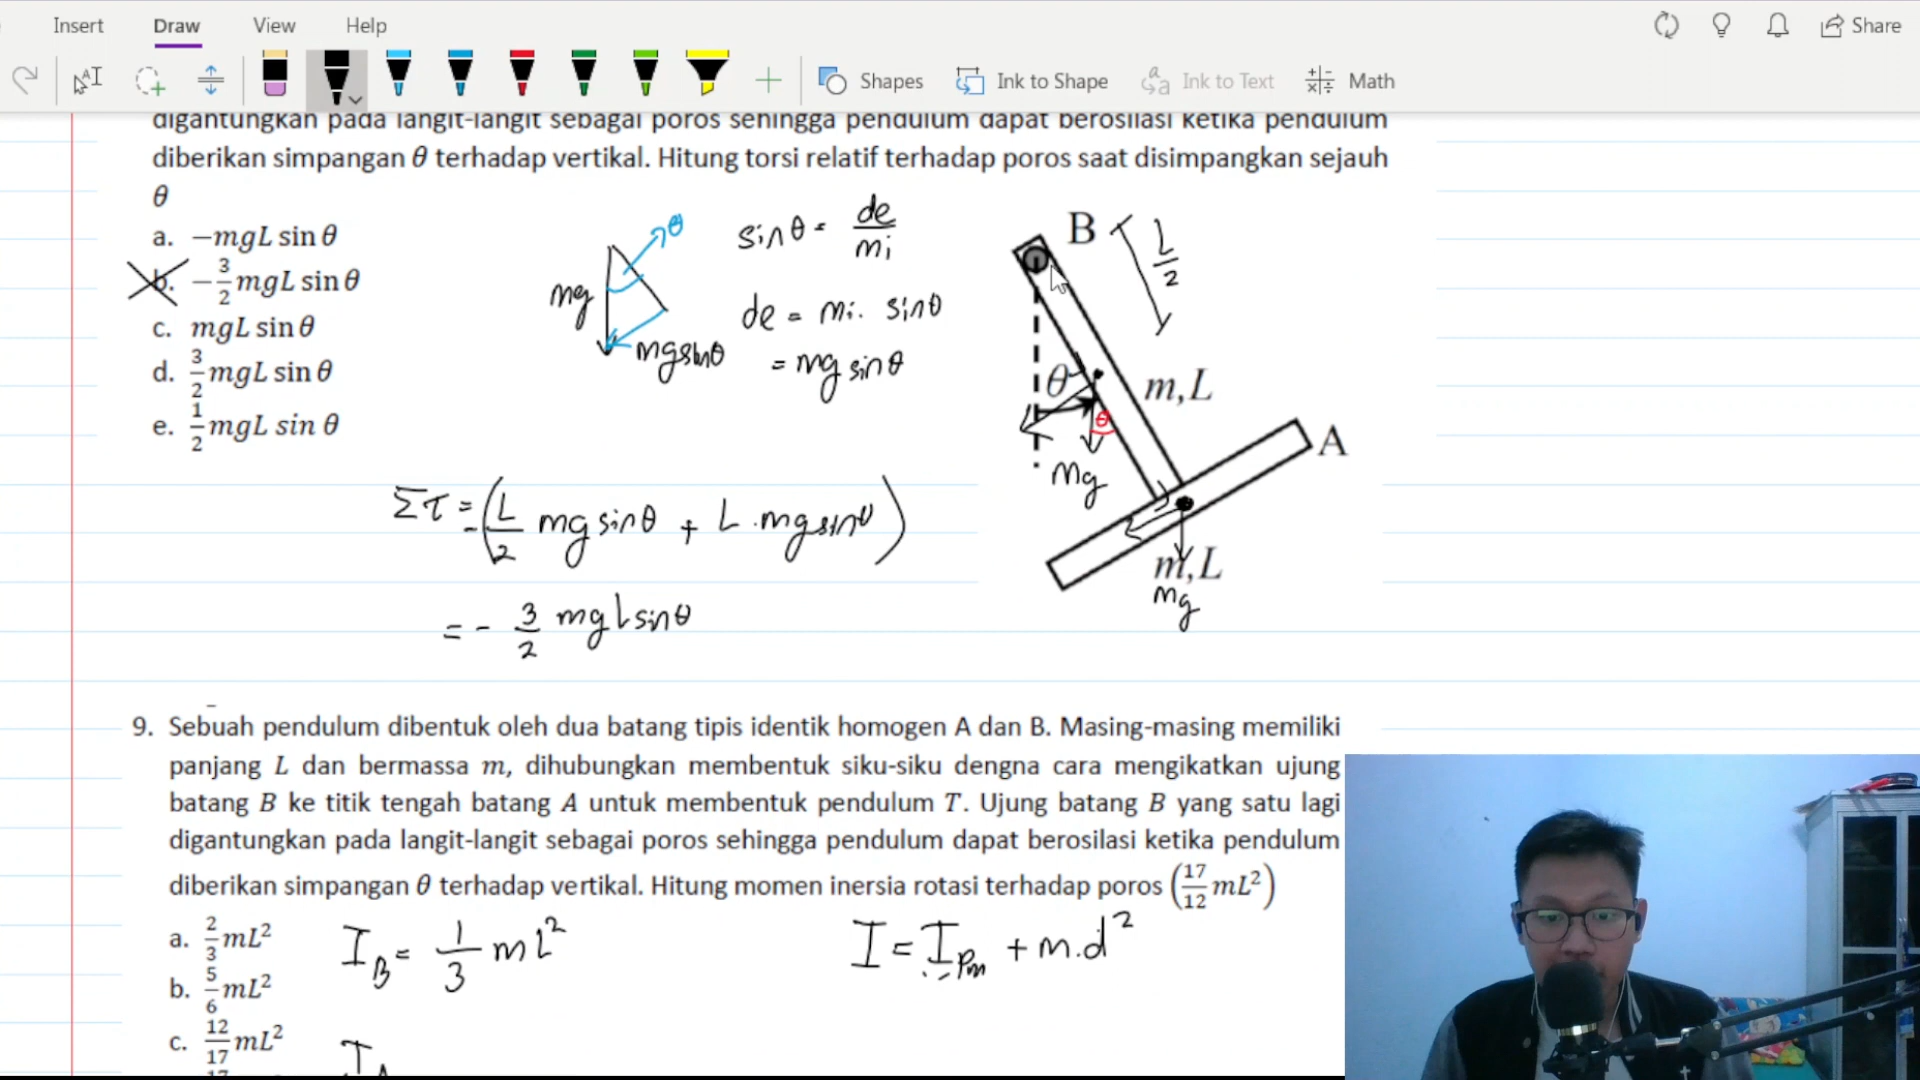 Insert Draw View Help Share
Shapes Ink to Shape Ink to Text Math
digantungkan pada langit-langit sebagai poros sehingga pendulum dapat berosilasi ketika pendulum
diberikan simpangan θ terhadap vertikal. Hitung torsi relatif terhadap poros saat disimpangkan sejauh
θ
a. −mgL sin θ
b. −3/2 mgL sin θ
c. mgL sin θ
d. 3/2 mgL sin θ
e. 1/2 mgL sin θ
θ
mg
mg sinθ
sin θ = de/mi
de = mi. sin θ
= mg sin θ
B
L/2
θ
m, L
θ
mg
A
m, L
mg
Στ = -(L/2 mg sin θ + L . mg sin θ)
= - 3/2 mg L sin θ
9. Sebuah pendulum dibentuk oleh dua batang tipis identik homogen A dan B. Masing-masing memiliki
panjang L dan bermassa m, dihubungkan membentuk siku-siku dengna cara mengikatkan ujung
batang B ke titik tengah batang A untuk membentuk pendulum T. Ujung batang B yang satu lagi
digantungkan pada langit-langit sebagai poros sehingga pendulum dapat berosilasi ketika pendulum
diberikan simpangan θ terhadap vertikal. Hitung momen inersia rotasi terhadap poros (17/12 mL²)
a. 2/3 mL²
b. 5/6 mL²
c. 12/17 mL²
I_B = 1/3 mL²
I = I_pm + m.d²